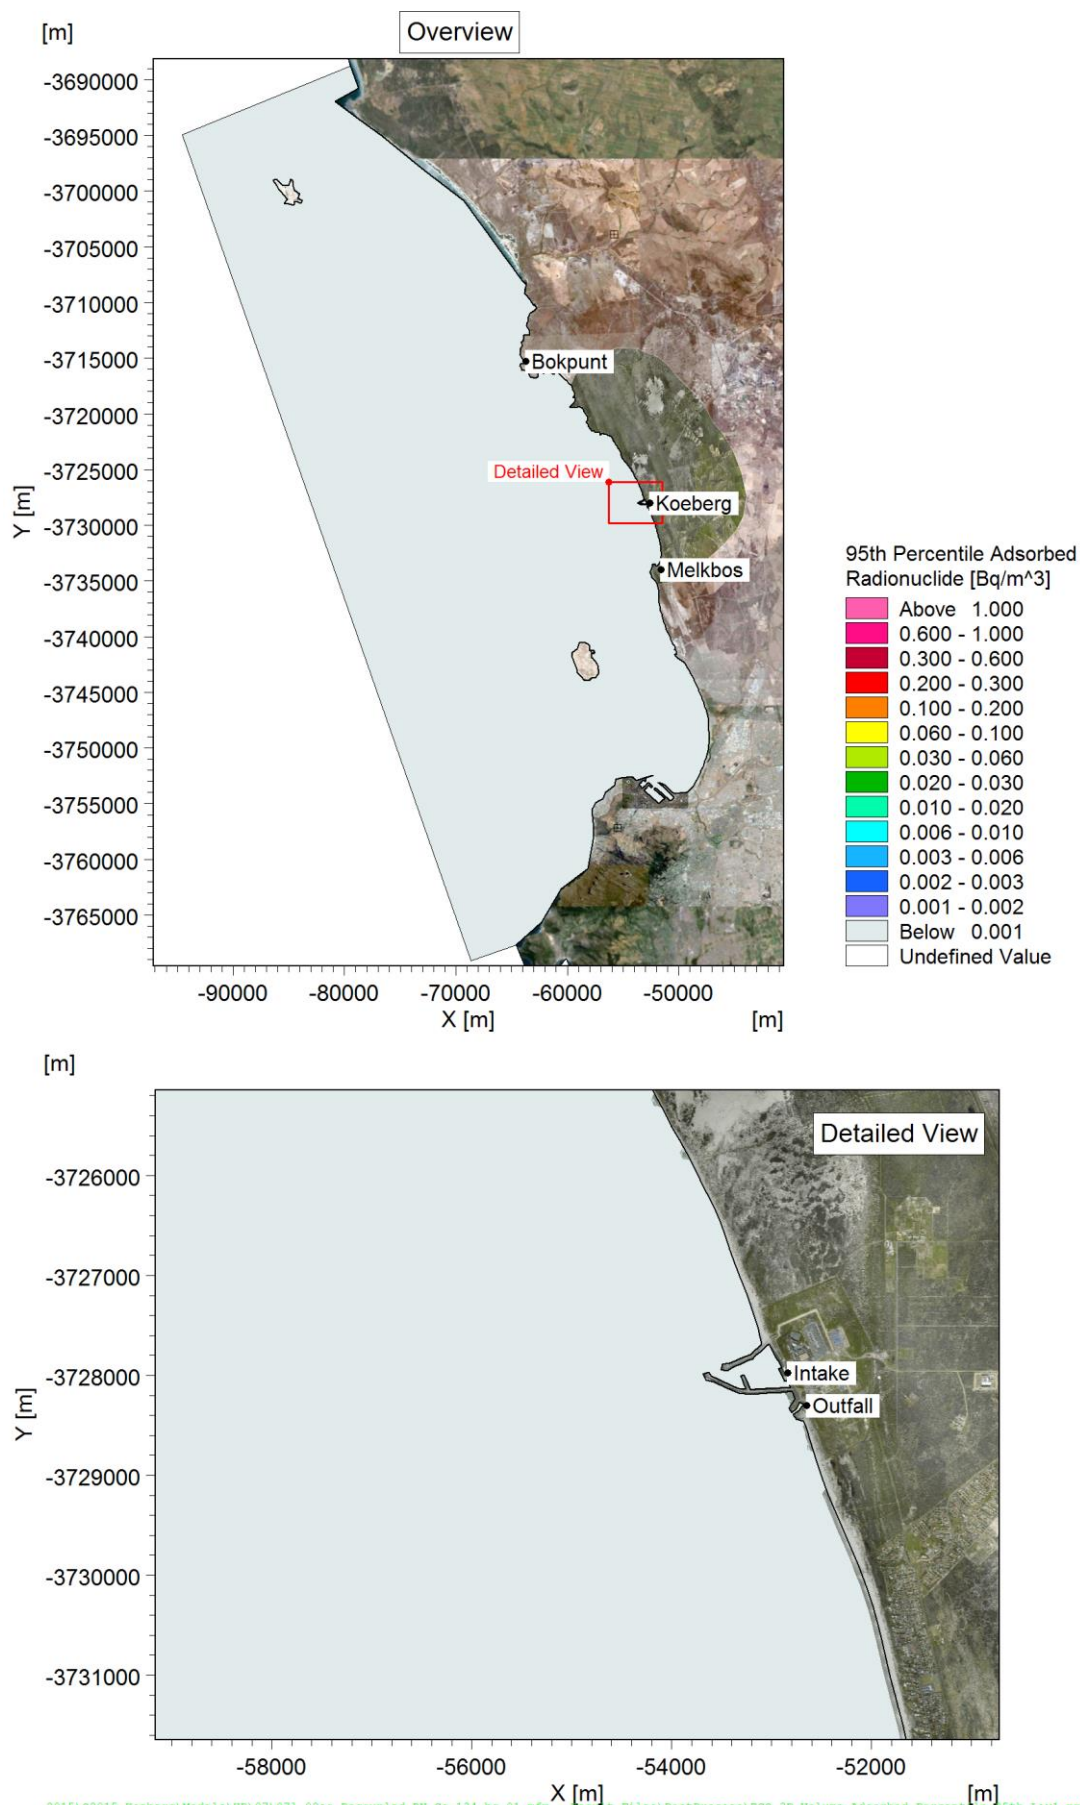 [m]
Overview
-3690000
-3695000
-3700000
-3705000
-3710000
-3715000
-3720000
-3725000
-3730000
-3735000
-3740000
-3745000
-3750000
-3755000
-3760000
-3765000
Y [m]
Bokpunt
Detailed View
Koeberg
Melkbos
-90000 -80000 -70000 -60000 -50000
X [m] [m]
95th Percentile Adsorbed
Radionuclide [Bq/m^3]
Above 1.000
0.600 - 1.000
0.300 - 0.600
0.200 - 0.300
0.100 - 0.200
0.060 - 0.100
0.030 - 0.060
0.020 - 0.030
0.010 - 0.020
0.006 - 0.010
0.003 - 0.006
0.002 - 0.003
0.001 - 0.002
Below 0.001
Undefined Value
[m]
Detailed View
-3726000
-3727000
-3728000
-3729000
-3730000
-3731000
Y [m]
Intake
Outfall
-58000 -56000 -54000 -52000
X [m] [m]